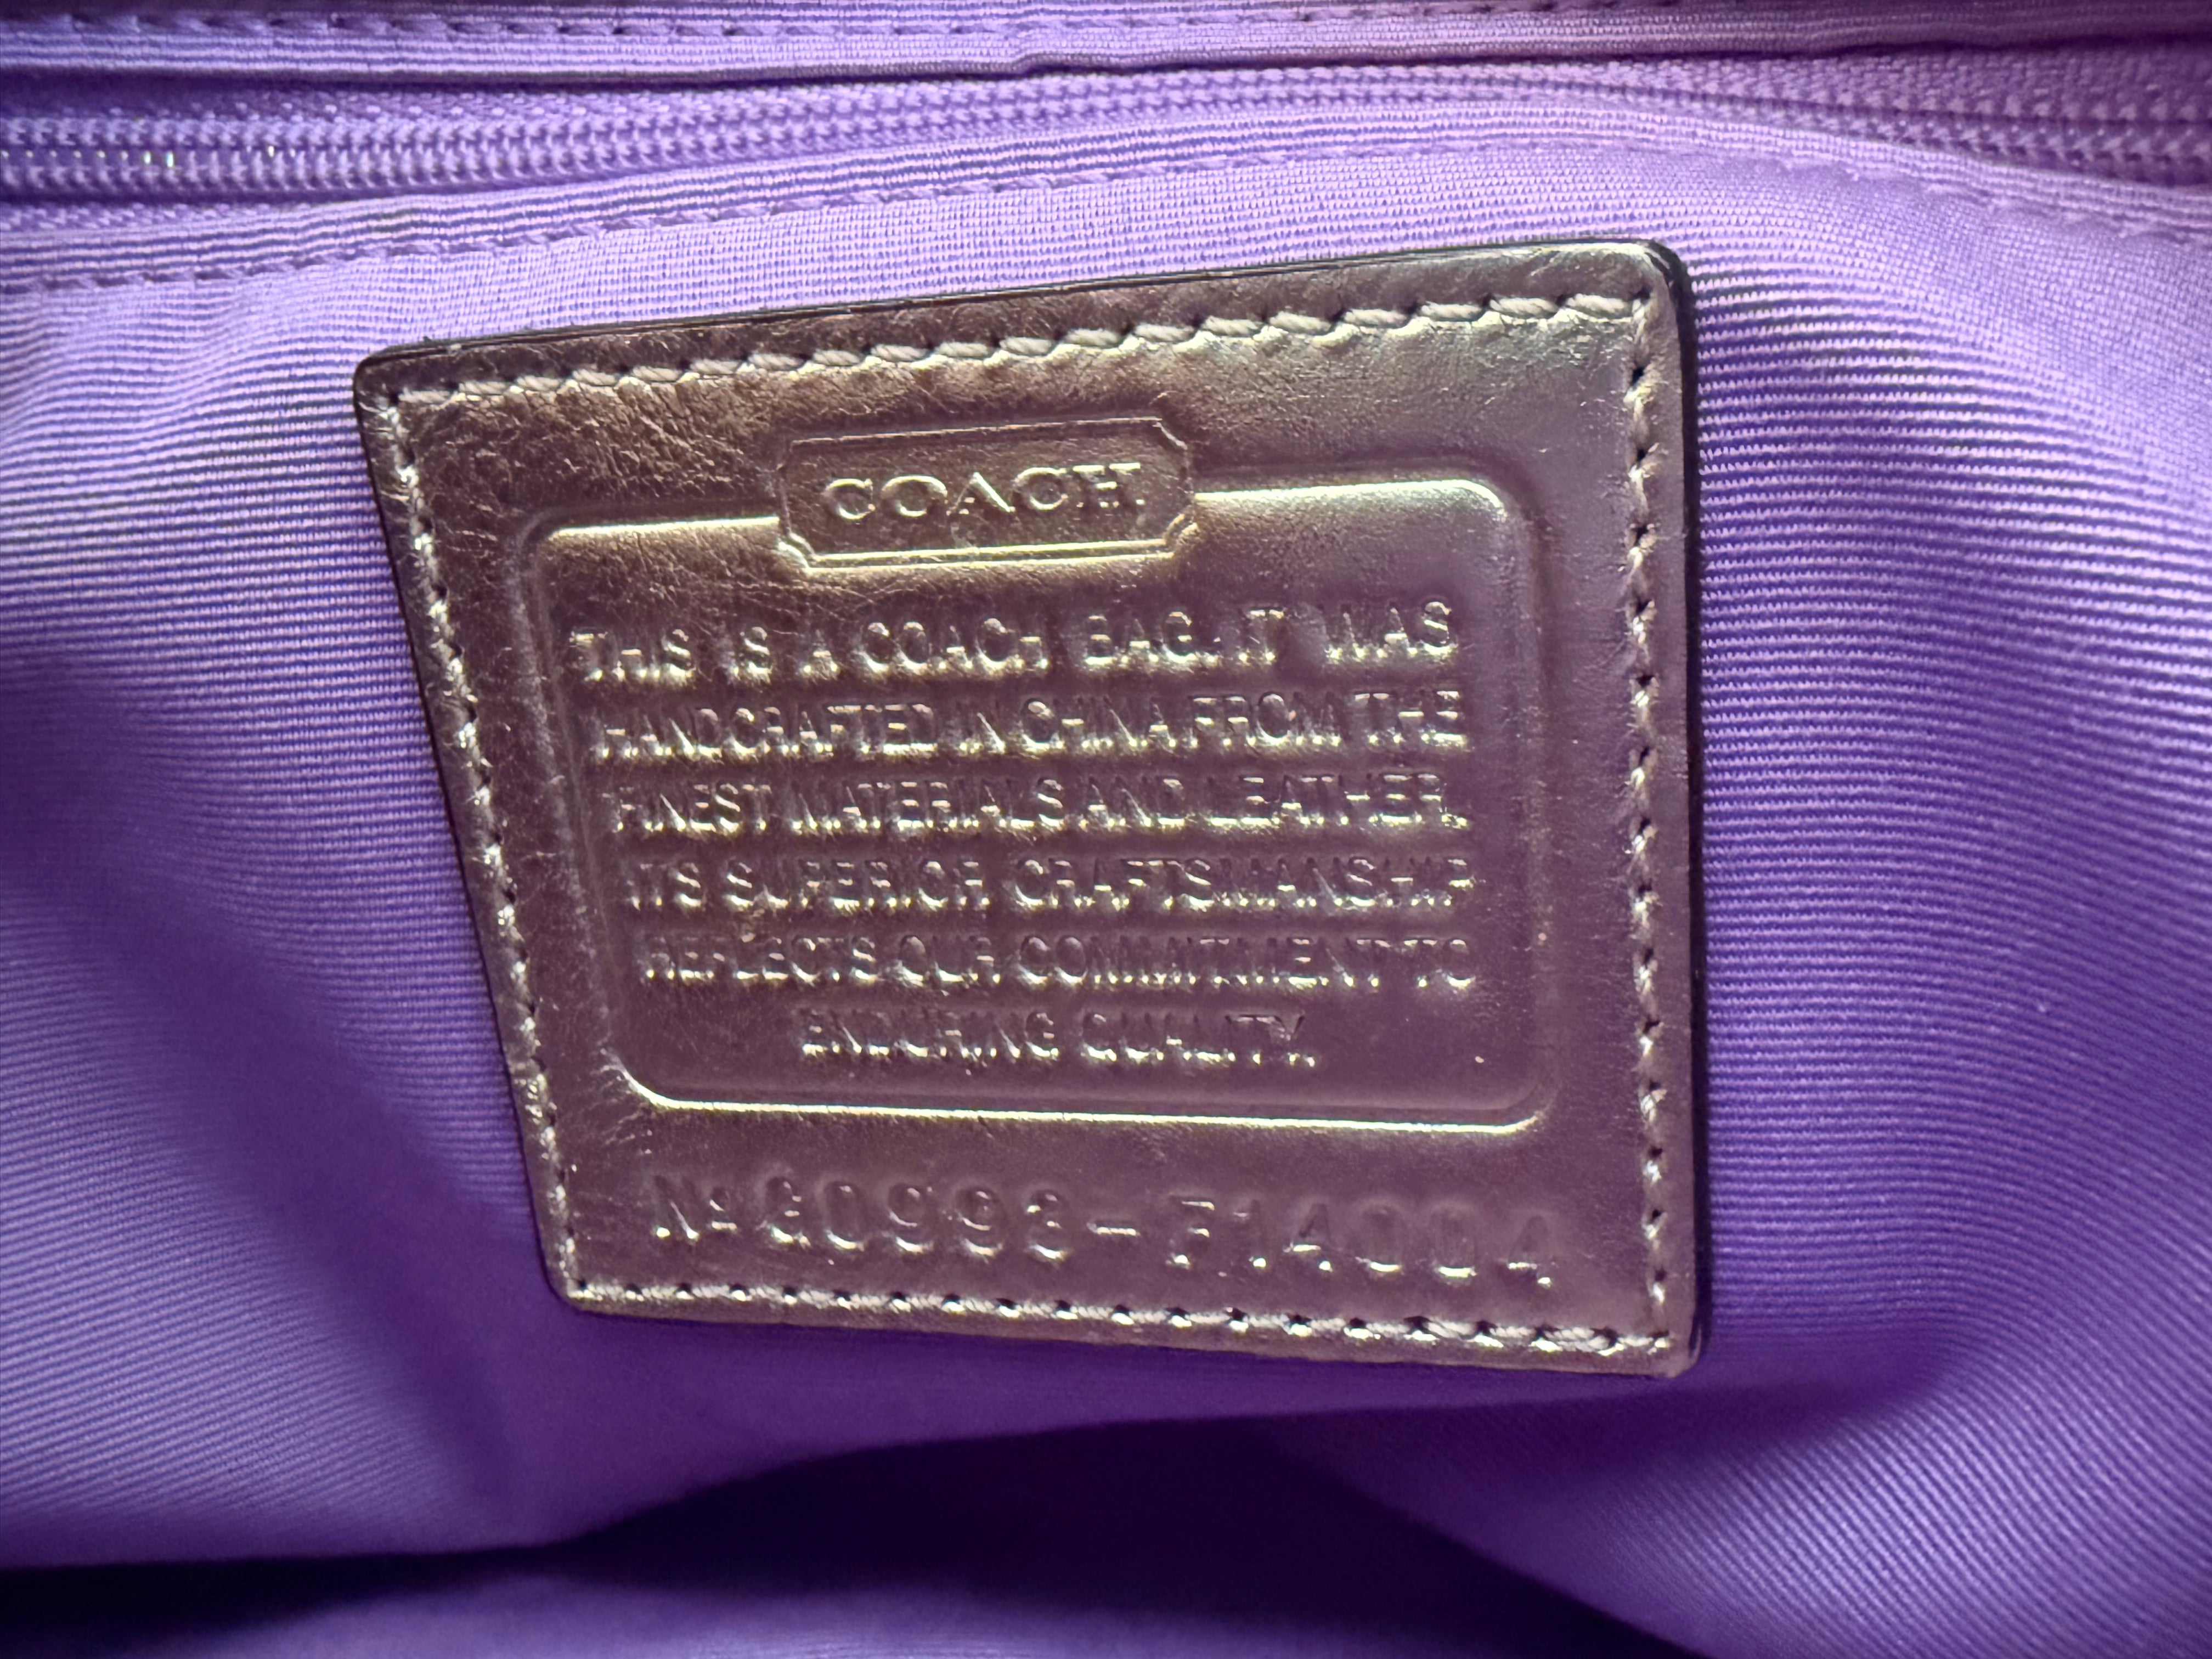 COACH
THIS IS A COACH BAG. IT WAS
HANDCRAFTED IN CHINA FROM THE
FINEST MATERIALS AND LEATHER.
ITS SUPERIOR CRAFTSMANSHIP
REFLECTS OUR COMMITMENT TO
ENDURING QUALITY.
Nº G0993-F14004